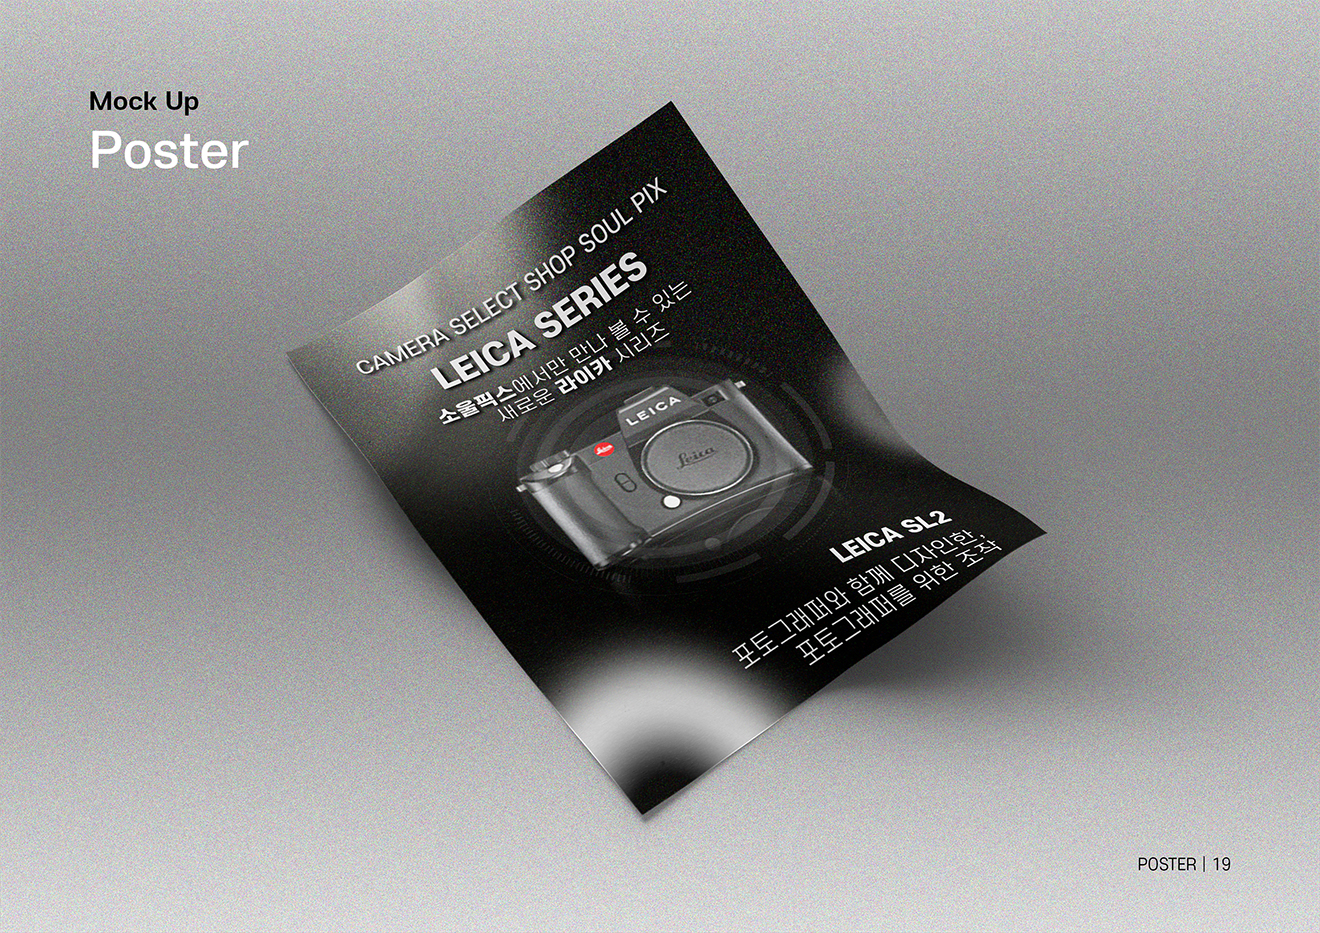 Mock Up
Poster
CAMERA SELECT SHOP SOUL PIX
LEICA SERIES
소울픽스에서만 만나 볼 수 있는
새로운 라이카 시리즈
LEICA
Leica
Leica
LEICA SL2
포토그래퍼와 함께 디자인한,
포토그래퍼를 위한 조작
POSTER | 19